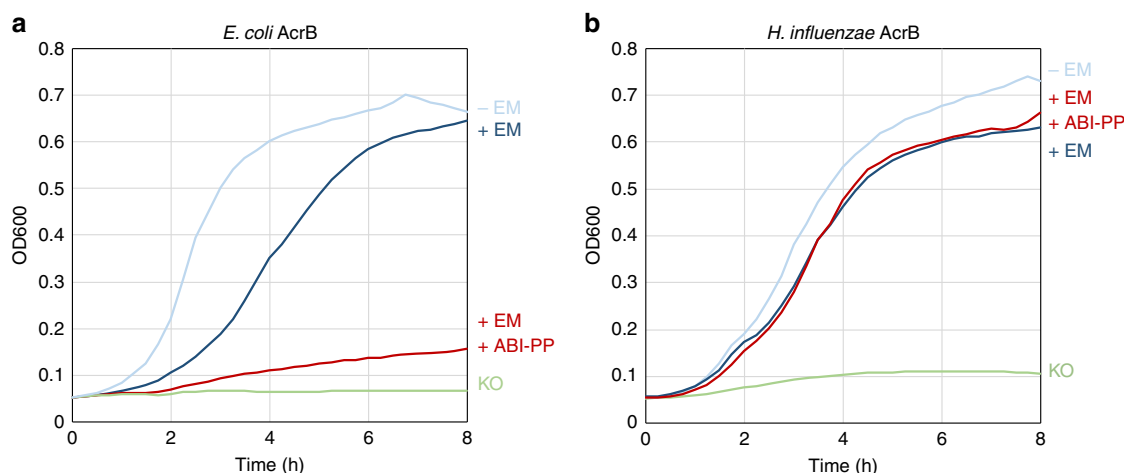 a
E. coli AcrB
0.8
0.7
0.6
0.5
0.4
0.3
0.2
0.1
0
OD600
0 2 4 6 8
Time (h)
– EM
+ EM
+ EM
+ ABI-PP
KO
b
H. influenzae AcrB
0.8
0.7
0.6
0.5
0.4
0.3
0.2
0.1
0
OD600
0 2 4 6 8
Time (h)
– EM
+ EM
+ ABI-PP
+ EM
KO